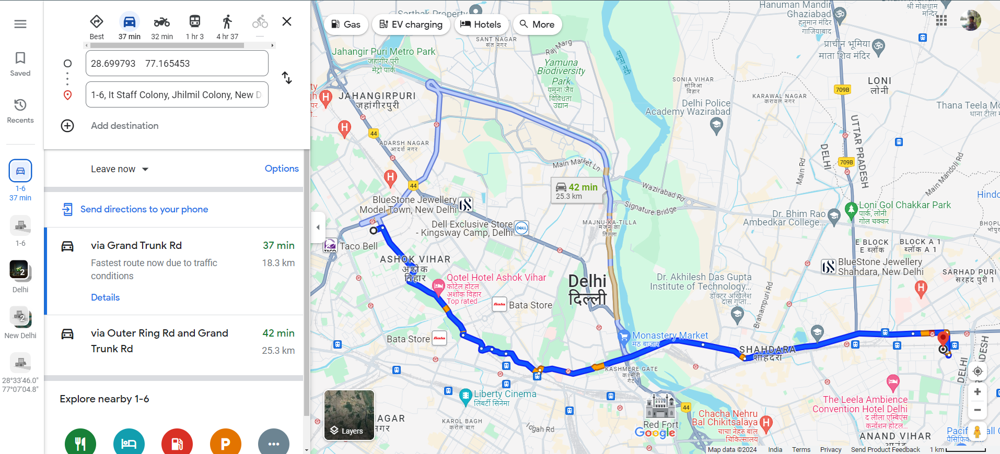 Saved
Recents
1-6
37 min
1-6
2
Delhi
2
New Delhi
28°33'46.0"
77°07'04.8"
Best
37 min
32 min
1 hr 3
4 hr 37
28.699793 77.165453
1-6, It Staff Colony, Jhilmil Colony, New D
Add destination
Leave now
Options
Send directions to your phone
via Grand Trunk Rd
37 min
Fastest route now due to traffic
conditions
18.3 km
Details
via Outer Ring Rd and Grand
Trunk Rd
42 min
25.3 km
Explore nearby 1-6
P
Gas
EV charging
Hotels
More
Sarthak Property
SANT NAGAR
संत नगर
Jahangir Puri Metro Park
जहांगीर पुरी
मेट्रो पार्क
Raj Marg
Yamuna
Biodiversity
Park
यमुना जैव
विविधता
उद्यान
यमुना नदी
Hanuman Mandir
Ghaziabad
हनुमान मंदिर
गाजियाबाद
श्री मोक्षधाम
मन्दिर
प्राचीन भूमिया
माता शिव मंदिर
SONIA VIHAR
सोनिआ
विहार
LONI
लोनी
709B
KARAWAL NAGAR
करावल नगर
Delhi Police
Academy Wazirabad
Thana Teela Mo
थाना टीला
JAHANGIRPURI
जहांगीरपुरी
44
ADARSH NAGAR
आदर्श नगर
UTTAR PRADESH
DELHI
709B
Main Rd
Main Mandoli Rd
Main Market Ln
44
42 min
25.3 km
Wazirabad Rd
Signature Bridge
BlueStone Jewellery
Model Town, New Delhi
Dell Exclusive Store
- Kingsway Camp, Delhi
DELL
MAJNU-KA-TILLA
मजनू का
तिल्ला
Loni Gol Chakkar Park
पार्क, लोनी
गोल चक्कर
Dr. Bhim Rao
Ambedkar College...
Taco Bell
E BLOCK
E ब्लॉक
BLOCK A 1
ब्लॉक A 1
ASHOK VIHAR
अशोक
विहार
BlueStone Jewellery
Shahdara, New Delhi
SARHAD PURI
सरहद पुरी 1
Qotel Hotel Ashok Vihar
कोटेल होटल
अशोक विहार
Top rated
Delhi
दिल्ली
Dr. Akhilesh Das Gupta
Institute of Technology...
डॉक्टर अखिलेश
दास गुप्ता...
Brahampuri Rd
Bata
Bata Store
Bata Store
Bata
Monastery Market
मठ बाजार
SHAHDARA
शाहदरा
KASHMERE GATE
कश्मीरी
गेट
DELHI
Liberty Cinema
लिबर्टी सिनेमा
KAROL BAGH
करोल बाग
Idgah Rd
Red Fort
44
Chacha Nehru
Bal Chikitsalaya
चाचा नेहरु बाल
चिकित्सालय
The Leela Ambience
Convention Hotel Delhi
द लीला एम्बिएंस
कन्वेंशन होटल...
ANAND VIHAR
Layers
Google
Map data ©2024
India
Terms
Privacy
Send Product Feedback
1 km